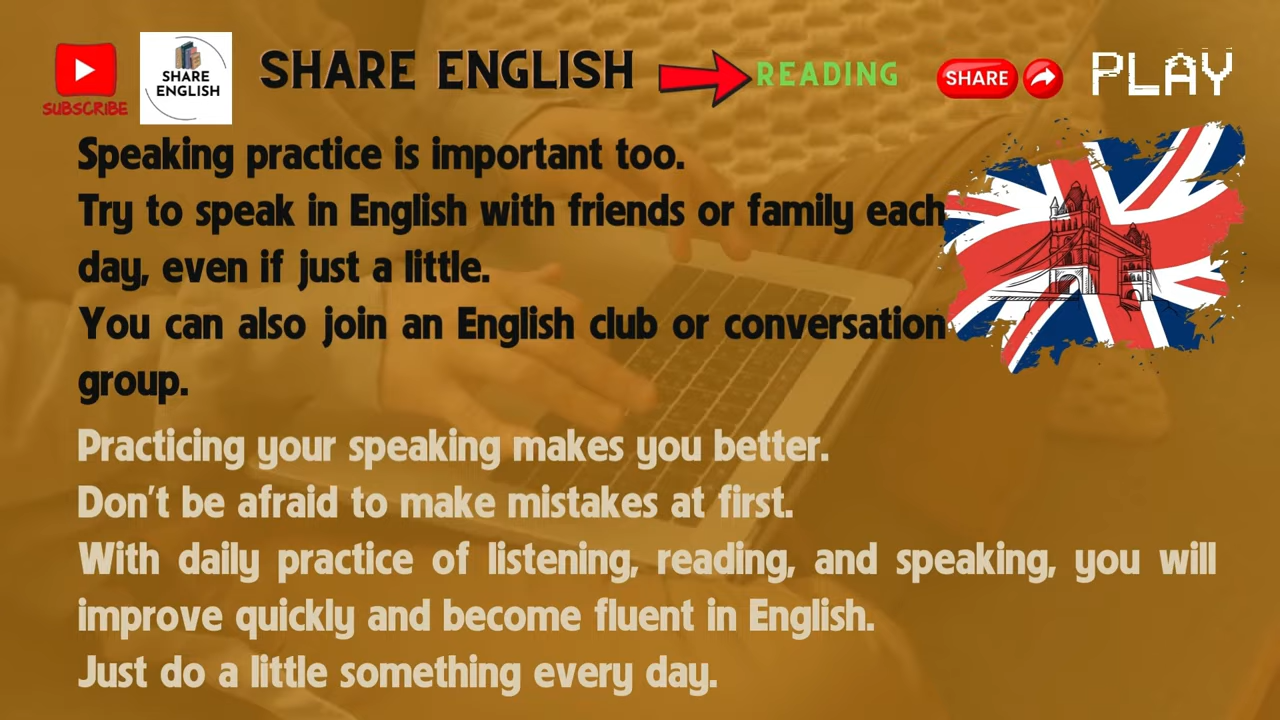 SUBSCRIBE
SHARE
ENGLISH
SHARE ENGLISH
READING
SHARE
PLAY
Speaking practice is important too.
Try to speak in English with friends or family each
day, even if just a little.
You can also join an English club or conversation
group.
Practicing your speaking makes you better.
Don't be afraid to make mistakes at first.
With daily practice of listening, reading, and speaking, you will
improve quickly and become fluent in English.
Just do a little something every day.